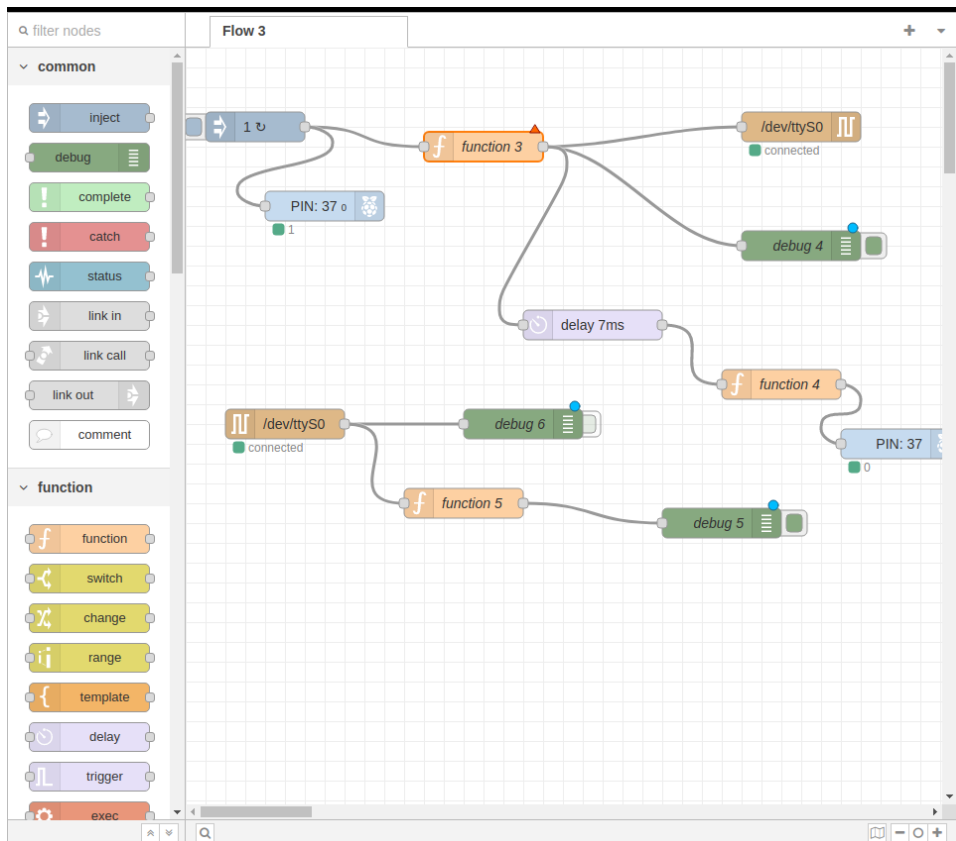 filter nodes
Flow 3
common
inject
debug
complete
catch
status
link in
link call
link out
comment
function
function
switch
change
range
template
delay
trigger
exec
1 ↻
PIN: 37 0
1
function 3
/dev/ttyS0
connected
debug 4
delay 7ms
function 4
PIN: 37
0
/dev/ttyS0
connected
debug 6
function 5
debug 5